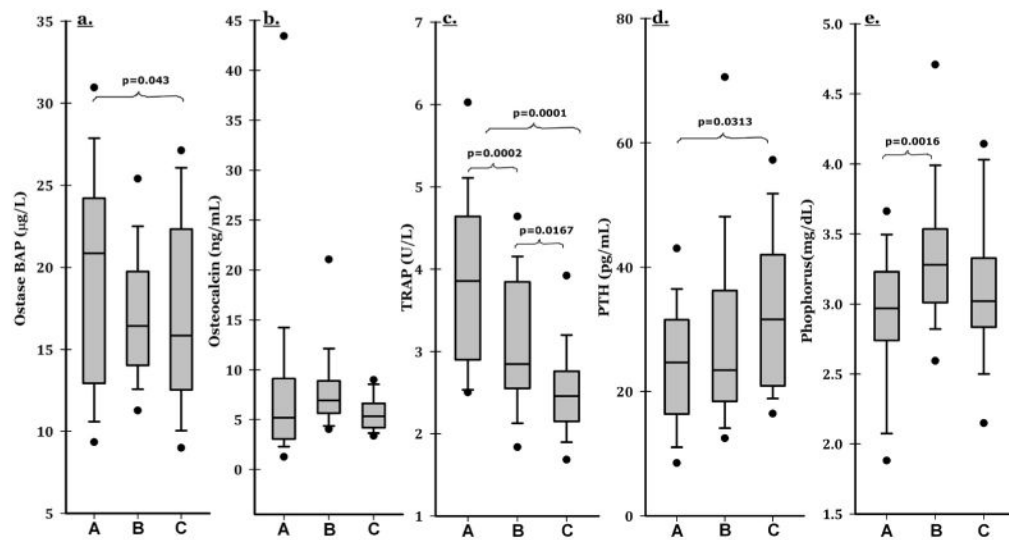 a.
35
30
25
20
15
10
5
Ostase BAP (µg/L)
p=0.043
A B C
b.
45
40
35
30
25
20
15
10
5
0
Osteocalcin (ng/mL)
A B C
c.
7
6
5
4
3
2
1
TRAP (U/L)
p=0.0001
p=0.0002
p=0.0167
A B C
d.
80
60
40
20
0
PTH (pg/mL)
p=0.0313
A B C
e.
5.0
4.5
4.0
3.5
3.0
2.5
2.0
1.5
Phophorus(mg/dL)
p=0.0016
A B C